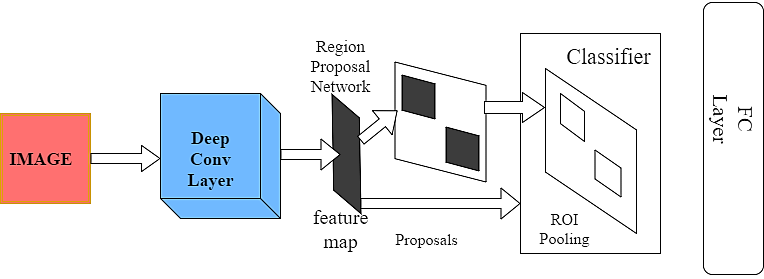 IMAGE
Deep
Conv
Layer
Region
Proposal
Network
feature
map
Proposals
Classifier
ROI
Pooling
FC
Layer